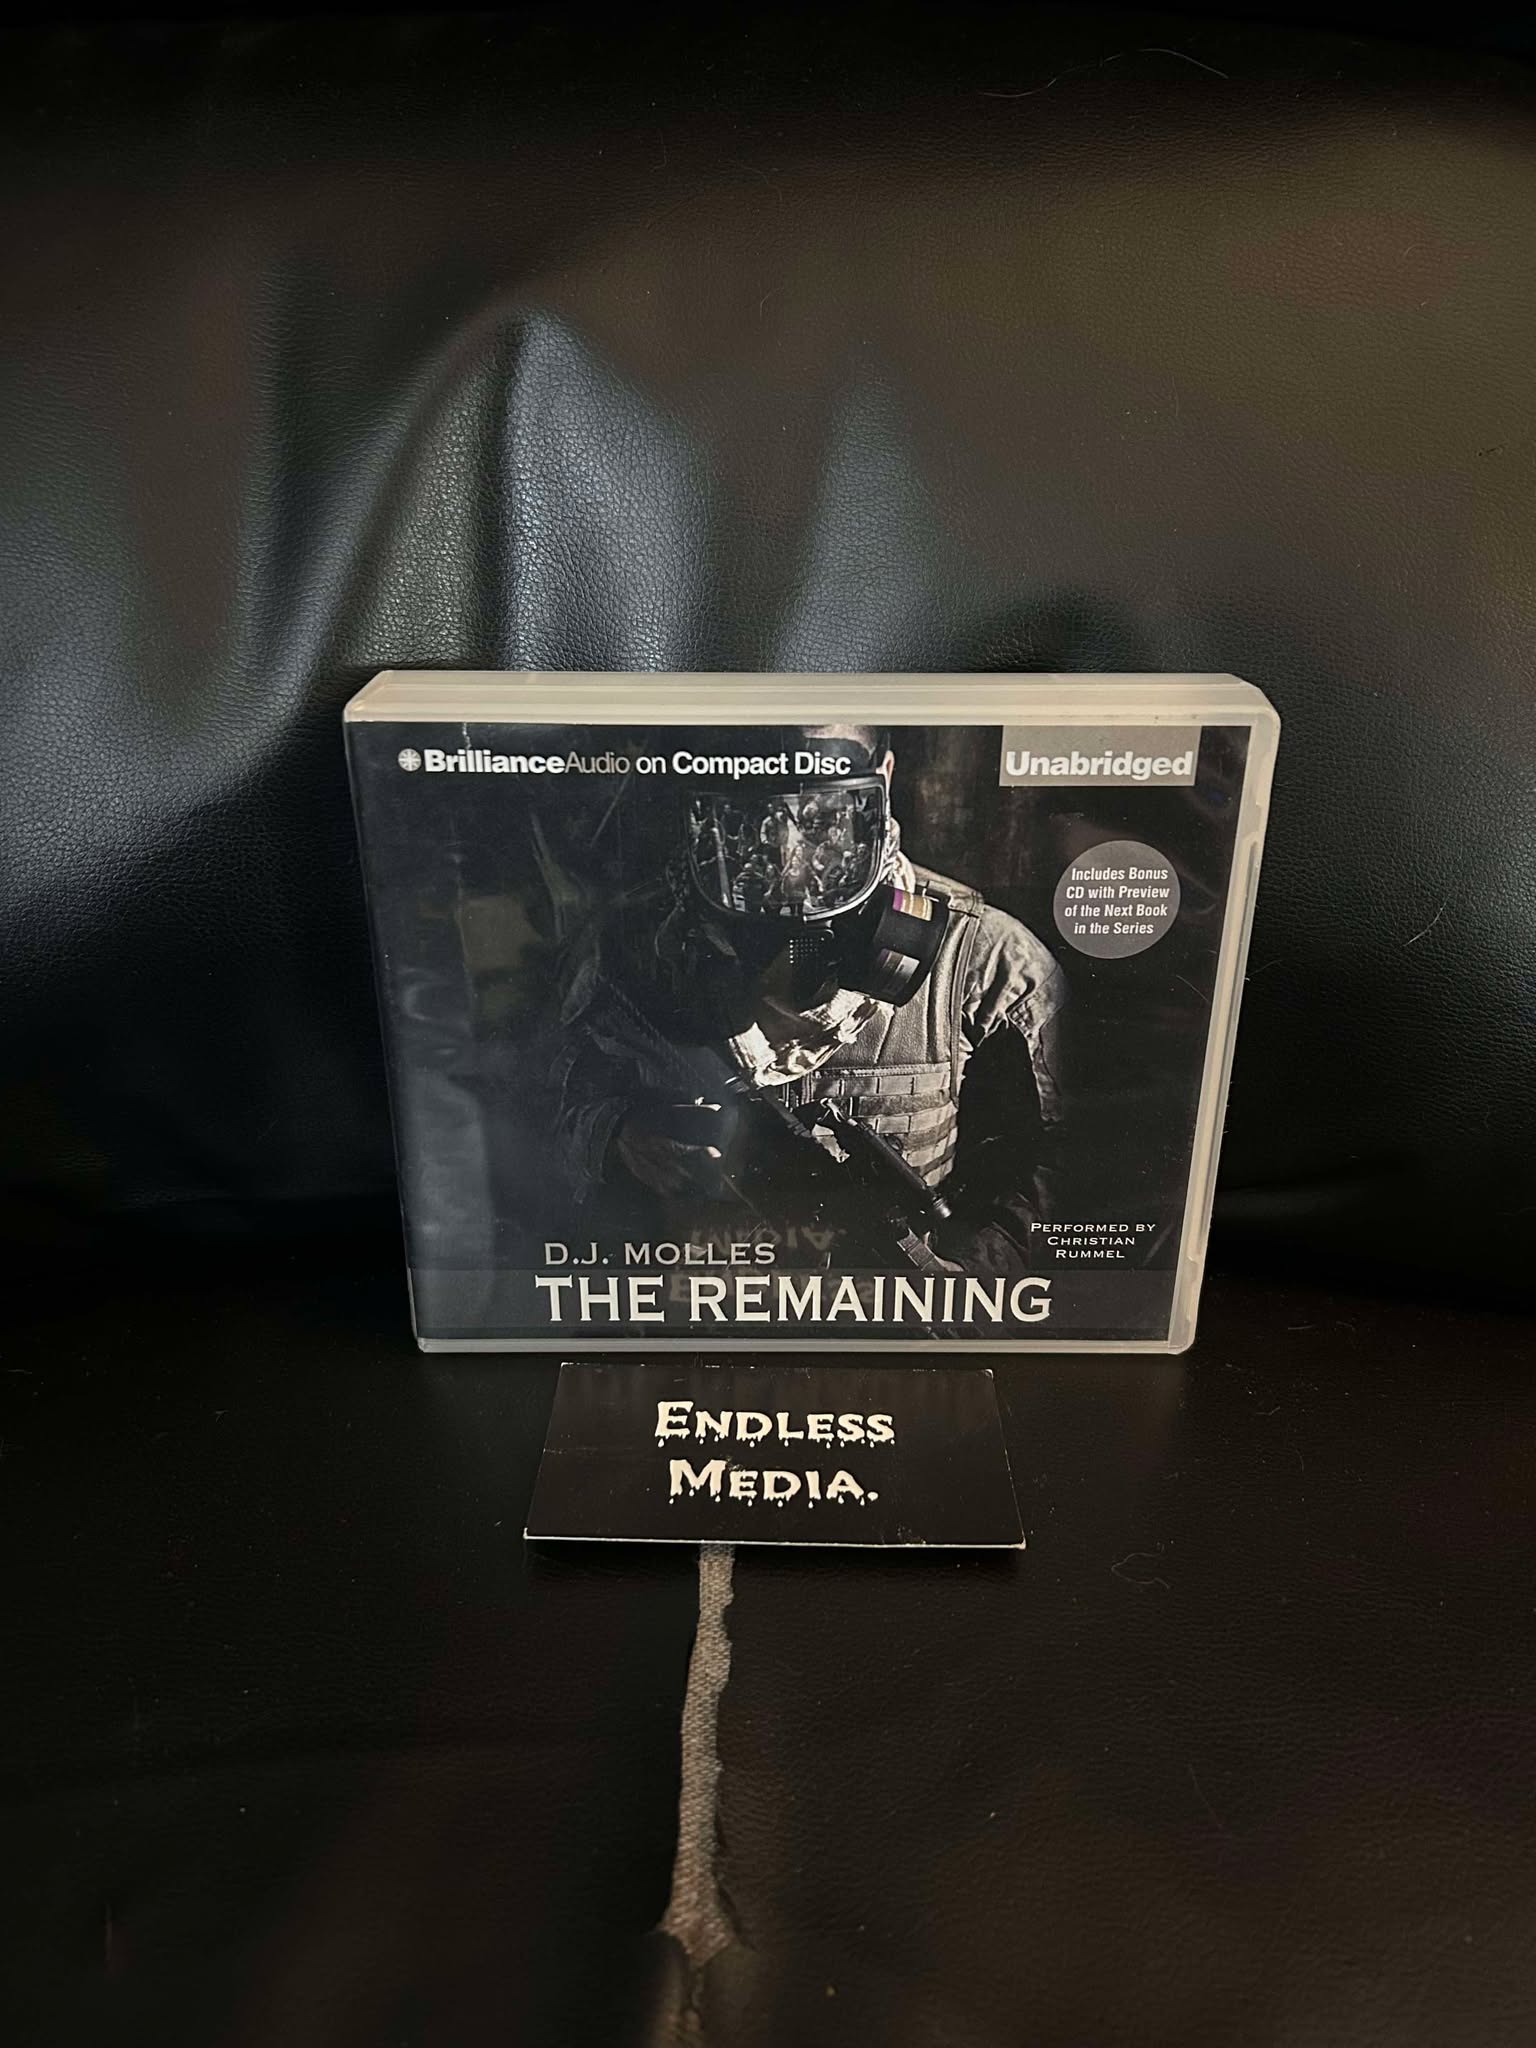 BrillianceAudio on Compact Disc
Unabridged
Includes Bonus
CD with Preview
of the Next Book
in the Series
PERFORMED BY
CHRISTIAN
RUMMEL
D.J. MOLLES
THE REMAINING
ENDLESS
MEDIA.